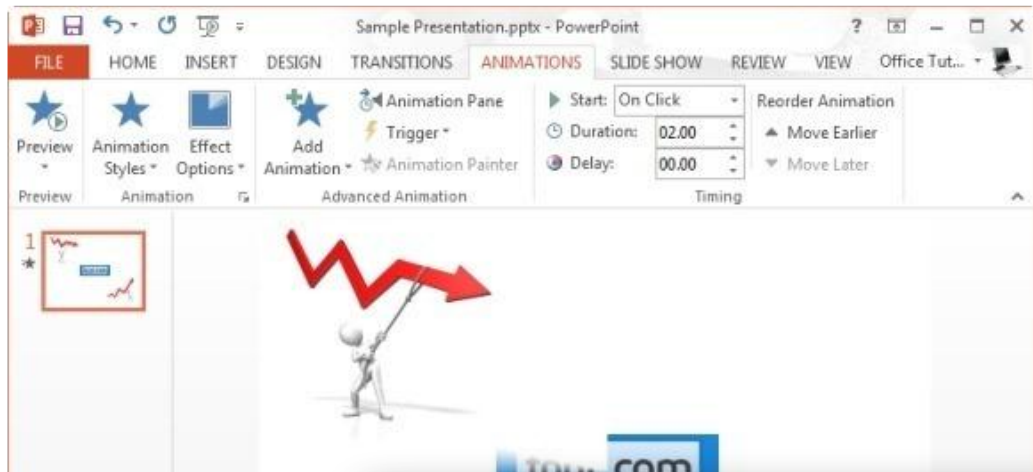 Sample Presentation.pptx - PowerPoint ?
FILE HOME INSERT DESIGN TRANSITIONS ANIMATIONS SLIDE SHOW REVIEW VIEW Office Tut...
Preview
Animation Styles
Effect Options
Add Animation
Animation Pane
Trigger
Animation Painter
Start: On Click
Duration: 02.00
Delay: 00.00
Reorder Animation
Move Earlier
Move Later
Preview Animation Advanced Animation Timing
1
com